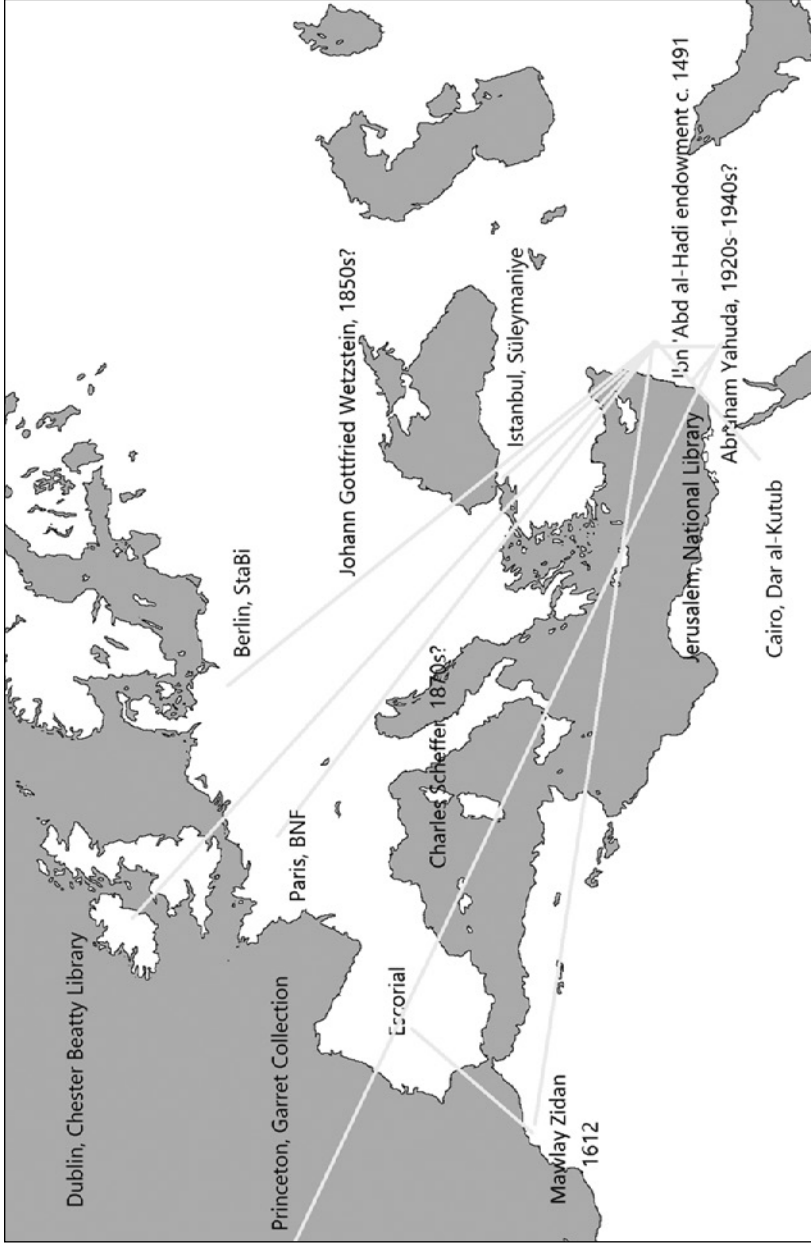 Dublin, Chester Beatty Library
Berlin, StaBi
Princeton, Garret Collection
Paris, BNF
Johann Gottfried Wetzstein, 1850s?
Escorial
Charles Scheffer, 1870s?
Istanbul, Süleymaniye
Mawlay Zidan
1612
Ibn 'Abd al-Hadi endowment c. 1491
Jerusalem, National Library
Abraham Yahuda, 1920s-1940s?
Cairo, Dar al-Kutub